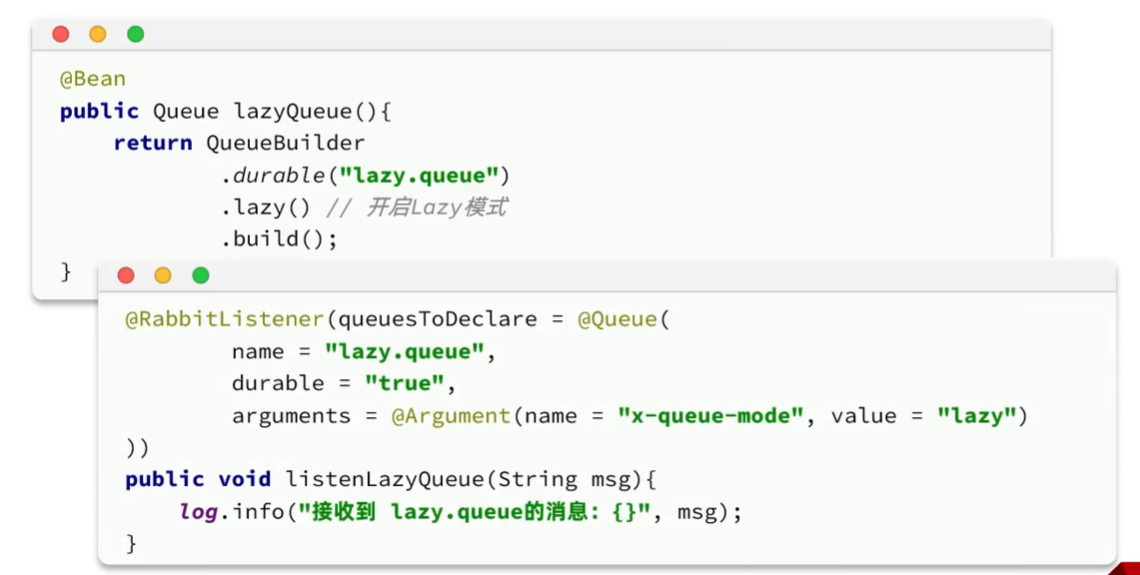 @Bean
public Queue lazyQueue(){
    return QueueBuilder
            .durable("lazy.queue")
            .lazy() // 开启Lazy模式
            .build();
}
@RabbitListener(queuesToDeclare = @Queue(
        name = "lazy.queue",
        durable = "true",
        arguments = @Argument(name = "x-queue-mode", value = "lazy")
))
public void listenLazyQueue(String msg){
    log.info("接收到 lazy.queue的消息：{}", msg);
}